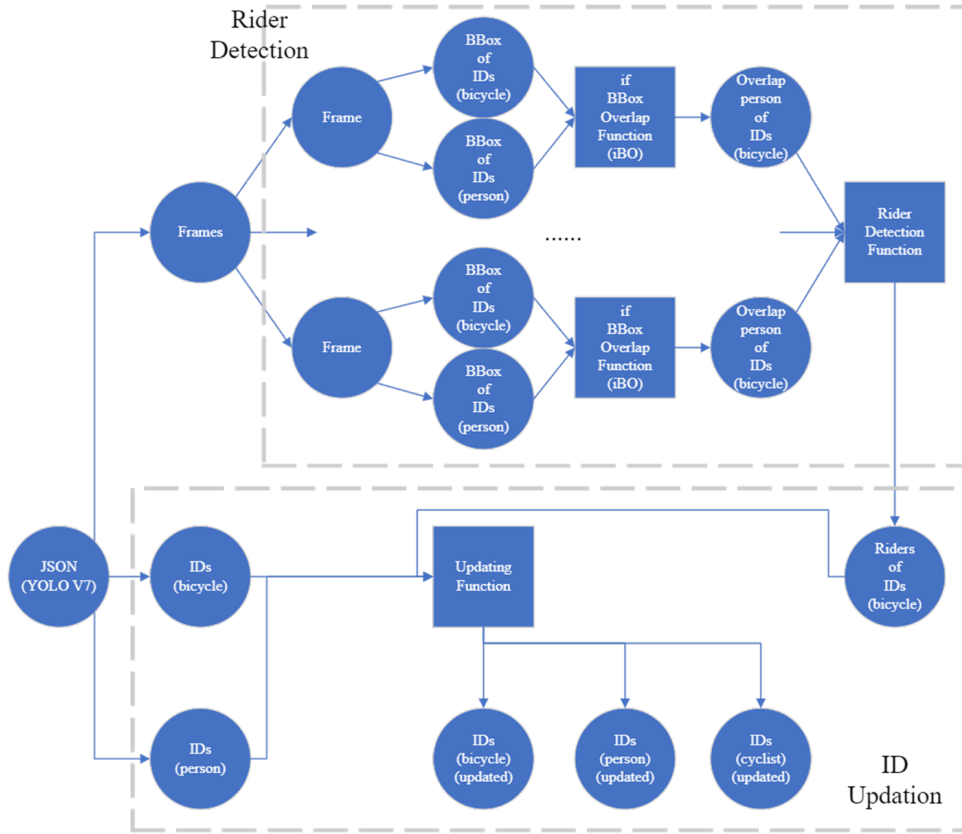 Rider
Detection
Frame
BBox
of
IDs
(bicycle)
BBox
of
IDs
(person)
if
BBox
Overlap
Function
(iBO)
Overlap
person
of
IDs
(bicycle)
Frames
......
Rider
Detection
Function
Frame
BBox
of
IDs
(bicycle)
BBox
of
IDs
(person)
if
BBox
Overlap
Function
(iBO)
Overlap
person
of
IDs
(bicycle)
JSON
(YOLO V7)
IDs
(bicycle)
Updating
Function
Riders
of
IDs
(bicycle)
IDs
(person)
IDs
(bicycle)
(updated)
IDs
(person)
(updated)
IDs
(cyclist)
(updated)
ID
Updation